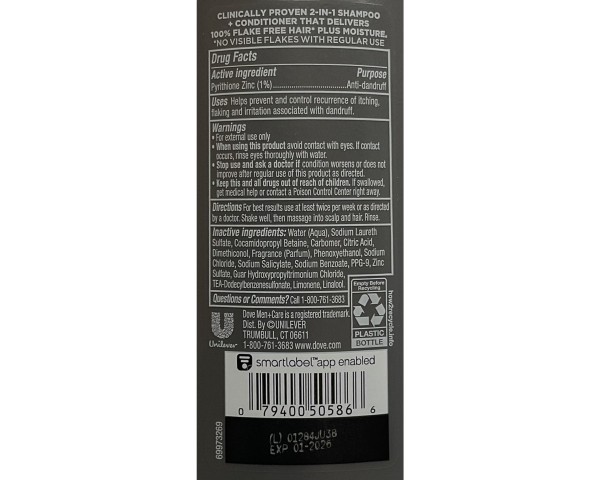 CLINICALLY PROVEN 2-IN-1 SHAMPOO
+ CONDITIONER THAT DELIVERS
100% FLAKE FREE HAIR* PLUS MOISTURE.
*NO VISIBLE FLAKES WITH REGULAR USE
Drug Facts
Active ingredient Purpose
Pyrithione Zinc (1%)..............................Anti-dandruff
Uses Helps prevent and control recurrence of itching,
flaking and irritation associated with dandruff.
Warnings
• For external use only
• When using this product avoid contact with eyes. If contact
occurs, rinse eyes thoroughly with water.
• Stop use and ask a doctor if condition worsens or does not
improve after regular use of this product as directed.
• Keep this and all drugs out of reach of children. If swallowed,
get medical help or contact a Poison Control Center right away.
Directions For best results use at least twice per week or as directed
by a doctor. Shake well, then massage into scalp and hair. Rinse.
Inactive ingredients: Water (Aqua), Sodium Laureth
Sulfate, Cocamidopropyl Betaine, Carbomer, Citric Acid,
Dimethiconol, Fragrance (Parfum), Phenoxyethanol, Sodium
Chloride, Sodium Salicylate, Sodium Benzoate, PPG-9, Zinc
Sulfate, Guar Hydroxypropyltrimonium Chloride,
TEA-Dodecylbenzenesulfonate, Limonene, Linalool.
Questions or Comments? Call 1-800-761-3683
Dove Men+Care is a registered trademark.
Dist. By ©UNILEVER
TRUMBULL, CT 06611
1-800-761-3683 www.dove.com
Unilever
Empty Before
Recycling
PLASTIC
BOTTLE
how2recycle.info
smartlabel™ app enabled
0 79400 50586 6
(L) 01284JU38
EXP 01-2026
69973269